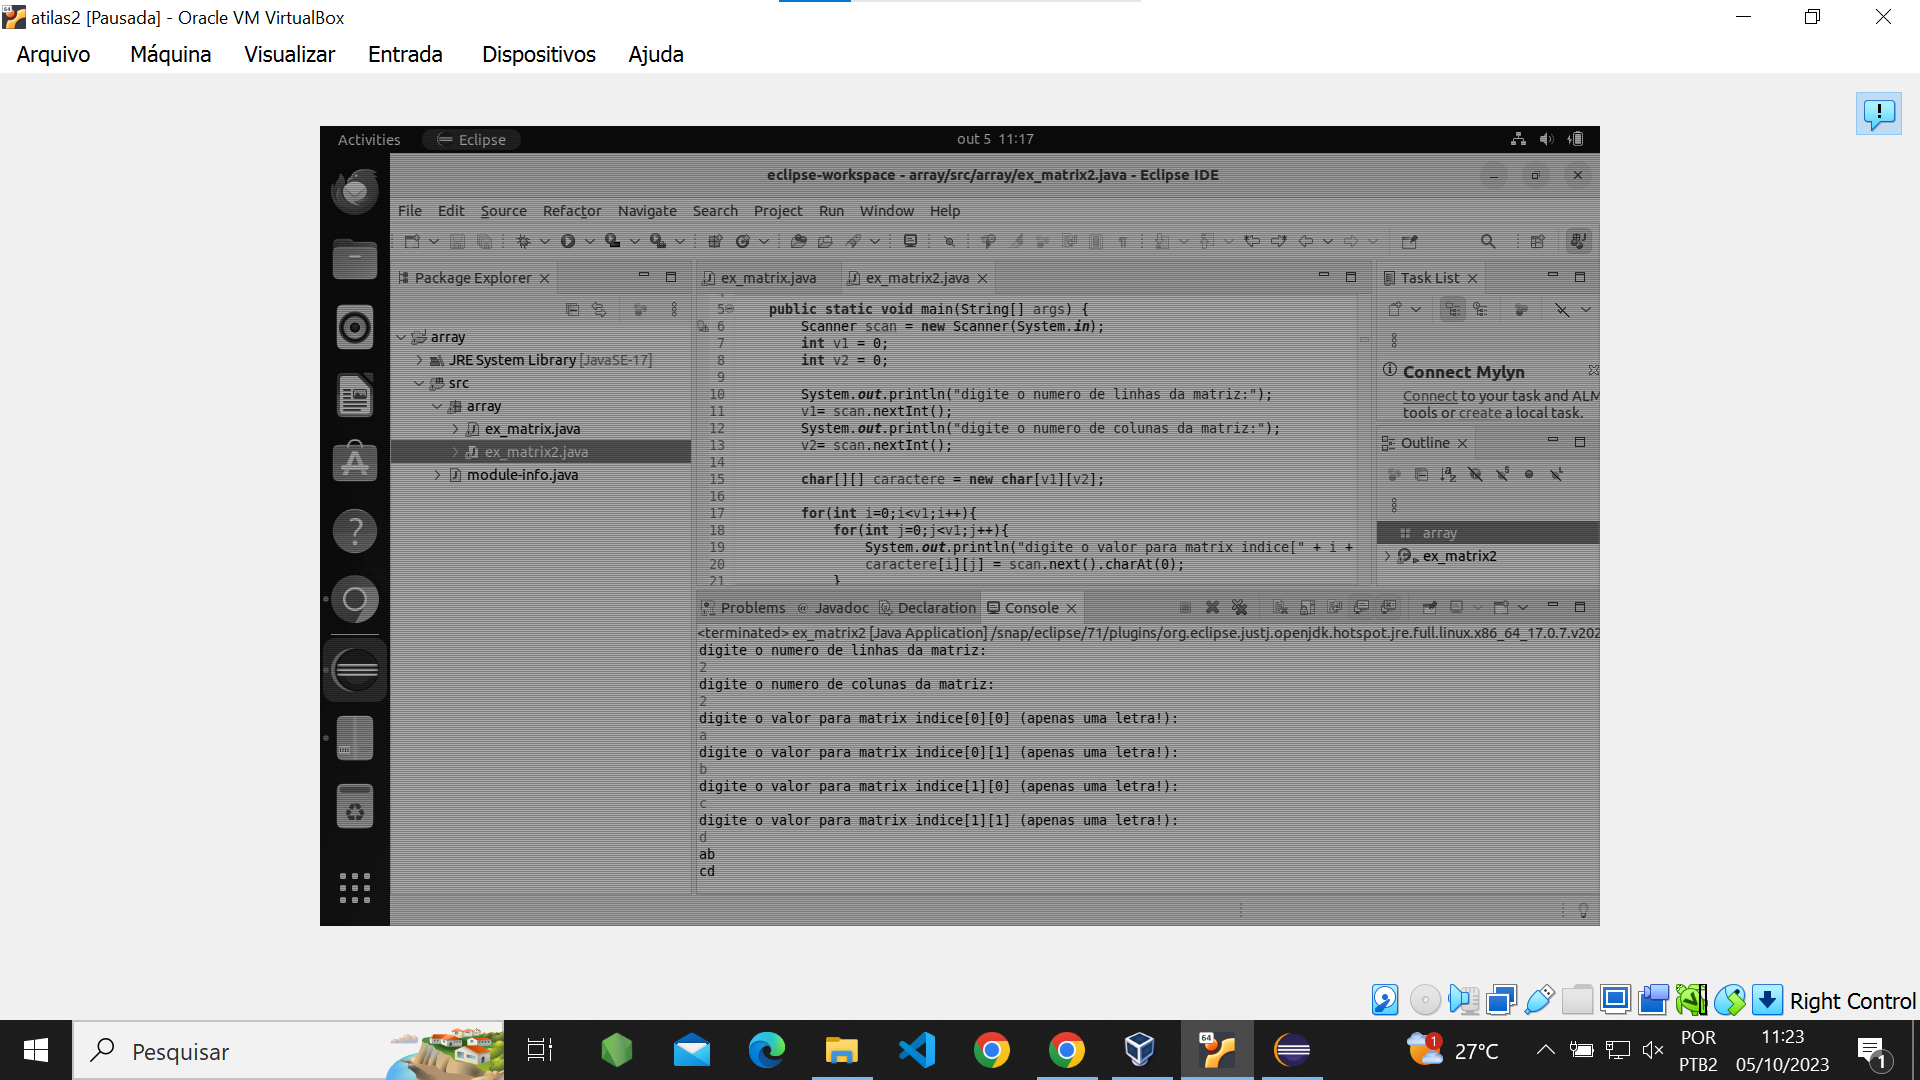 atilas2 [Pausada] - Oracle VM VirtualBox
Arquivo Máquina Visualizar Entrada Dispositivos Ajuda
Activities Eclipse out 5 11:17
eclipse-workspace - array/src/array/ex_matrix2.java - Eclipse IDE
File Edit Source Refactor Navigate Search Project Run Window Help
Package Explorer
array
JRE System Library [JavaSE-17]
src
array
ex_matrix.java
ex_matrix2.java
module-info.java
ex_matrix.java ex_matrix2.java
5 public static void main(String[] args) {
6 Scanner scan = new Scanner(System.in);
7 int v1 = 0;
8 int v2 = 0;
9
10 System.out.println("digite o numero de linhas da matriz:");
11 v1= scan.nextInt();
12 System.out.println("digite o numero de colunas da matriz:");
13 v2= scan.nextInt();
14
15 char[][] caractere = new char[v1][v2];
16
17 for(int i=0;i<v1;i++){
18 for(int j=0;j<v1;j++){
19 System.out.println("digite o valor para matrix indice[" + i +
20 caractere[i][j] = scan.next().charAt(0);
21 }
Task List
Connect Mylyn
Connect to your task and ALM
tools or create a local task.
Outline
array
ex_matrix2
Problems Javadoc Declaration Console
<terminated> ex_matrix2 [Java Application] /snap/eclipse/71/plugins/org.eclipse.justj.openjdk.hotspot.jre.full.linux.x86_64_17.0.7.v202
digite o numero de linhas da matriz:
2
digite o numero de colunas da matriz:
2
digite o valor para matrix indice[0][0] (apenas uma letra!):
a
digite o valor para matrix indice[0][1] (apenas uma letra!):
b
digite o valor para matrix indice[1][0] (apenas uma letra!):
c
digite o valor para matrix indice[1][1] (apenas uma letra!):
d
ab
cd
Right Control
Pesquisar
64
1
27°C
POR
PTB2
11:23
05/10/2023
1